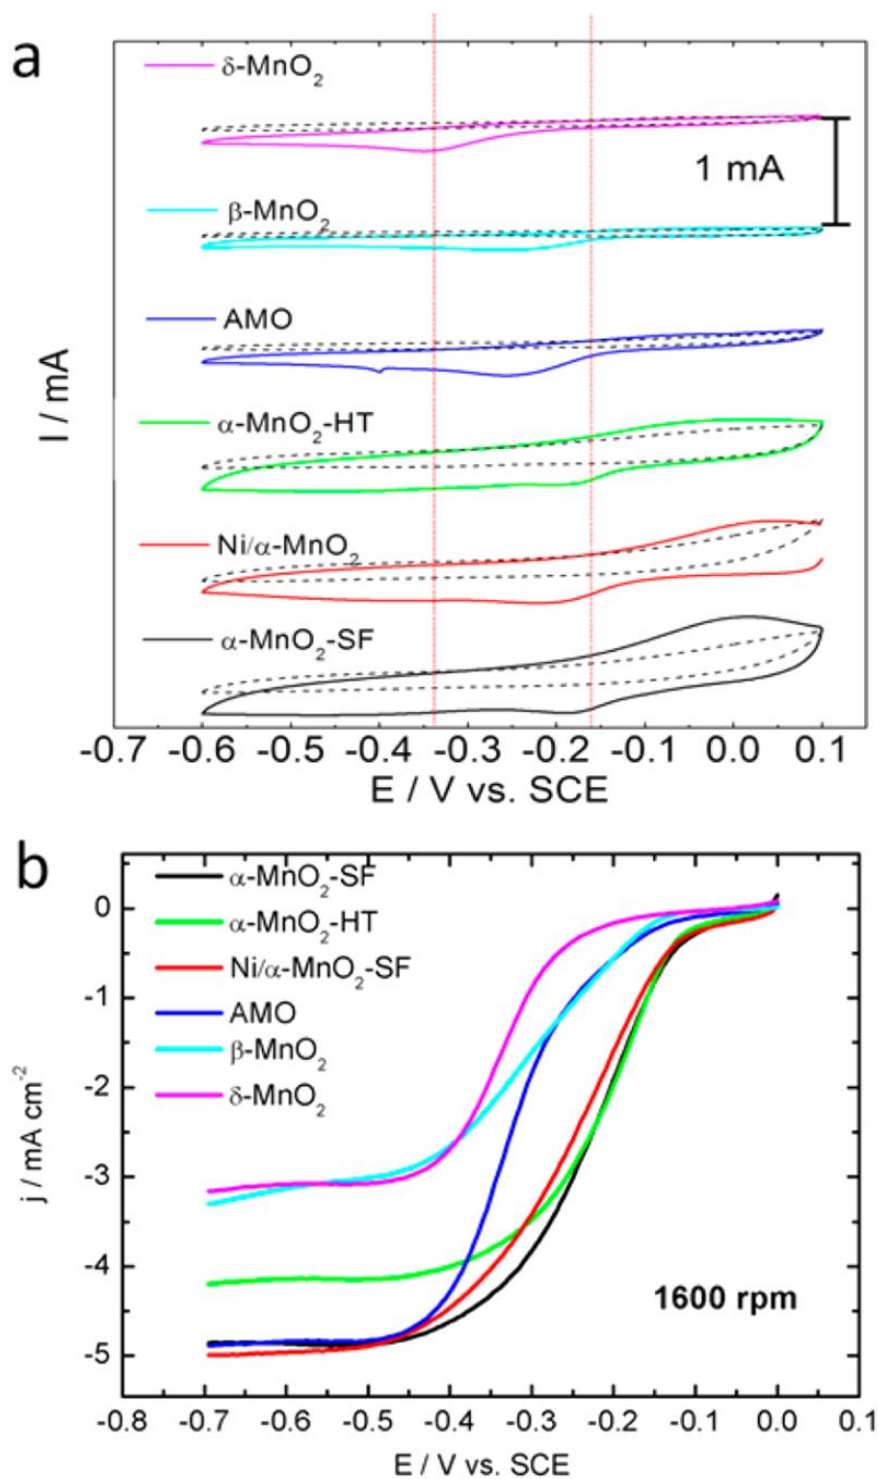 a
δ-MnO₂
1 mA
β-MnO₂
AMO
α-MnO₂-HT
Ni/α-MnO₂
α-MnO₂-SF
I / mA
-0.7 -0.6 -0.5 -0.4 -0.3 -0.2 -0.1 0.0 0.1
E / V vs. SCE
b
α-MnO₂-SF
α-MnO₂-HT
Ni/α-MnO₂-SF
AMO
β-MnO₂
δ-MnO₂
0
-1
-2
-3
-4
-5
j / mA cm⁻²
1600 rpm
-0.8 -0.7 -0.6 -0.5 -0.4 -0.3 -0.2 -0.1 0.0 0.1
E / V vs. SCE